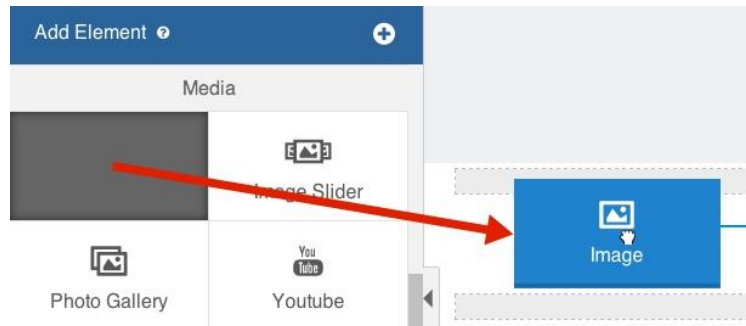 Add Element ?
Media
Image Slider
Image
Photo Gallery
You
Tube
Youtube